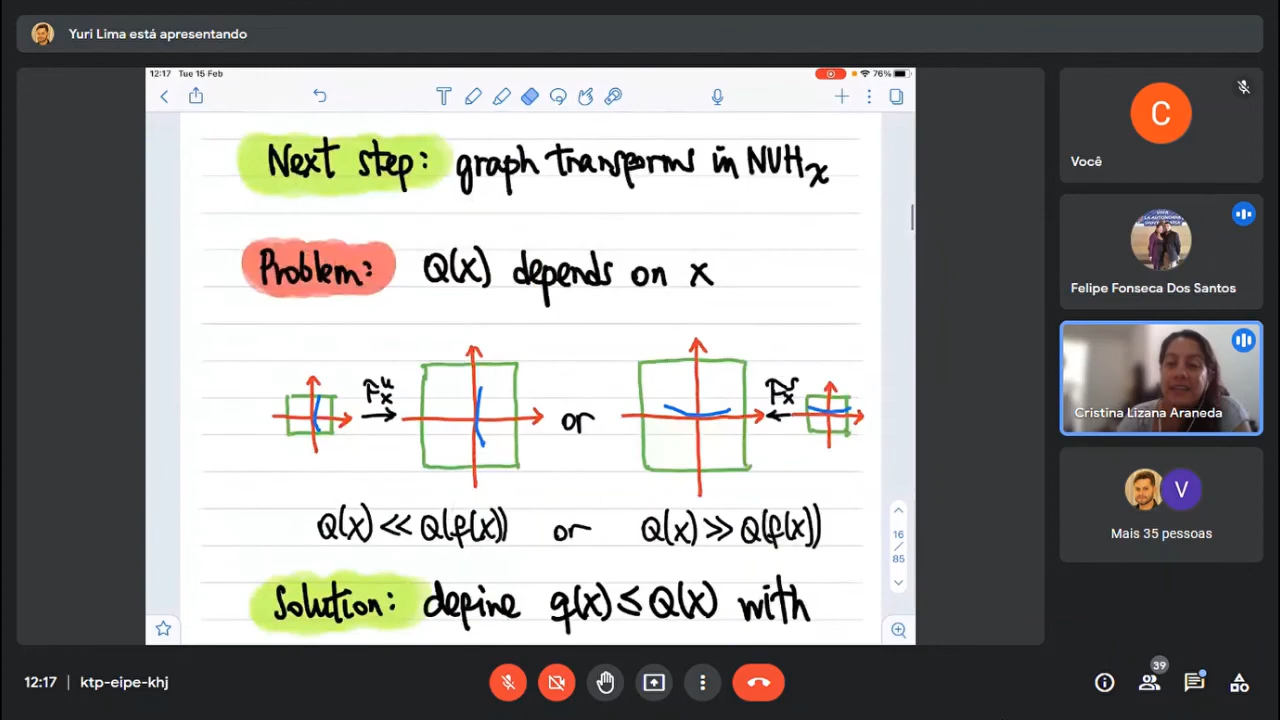 Yuri Lima está apresentando
12:17 Tue 15 Feb
76%
Next step: graph transforms in NUHx
Problem: Q(x) depends on x
F^u_x
or
F^s_x
Q(x) << Q(f(x)) or Q(x) >> Q(f(x))
Solution: define q(x) ≤ Q(x) with
16
/
85
C
Você
Felipe Fonseca Dos Santos
Cristina Lizana Araneda
V
Mais 35 pessoas
12:17 | ktp-eipe-khj
39